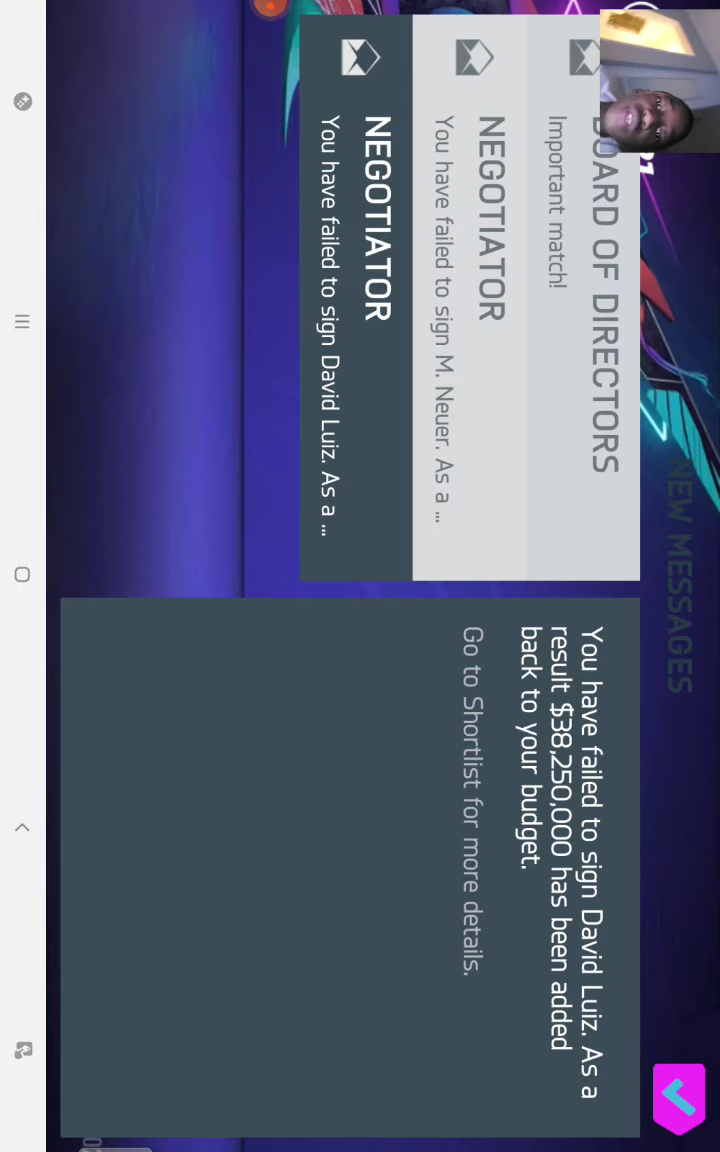 NEW MESSAGES
BOARD OF DIRECTORS
Important match!
NEGOTIATOR
You have failed to sign M. Neuer. As a ...
NEGOTIATOR
You have failed to sign David Luiz. As a ...
You have failed to sign David Luiz. As a
result $38,250,000 has been added
back to your budget.
Go to Shortlist for more details.